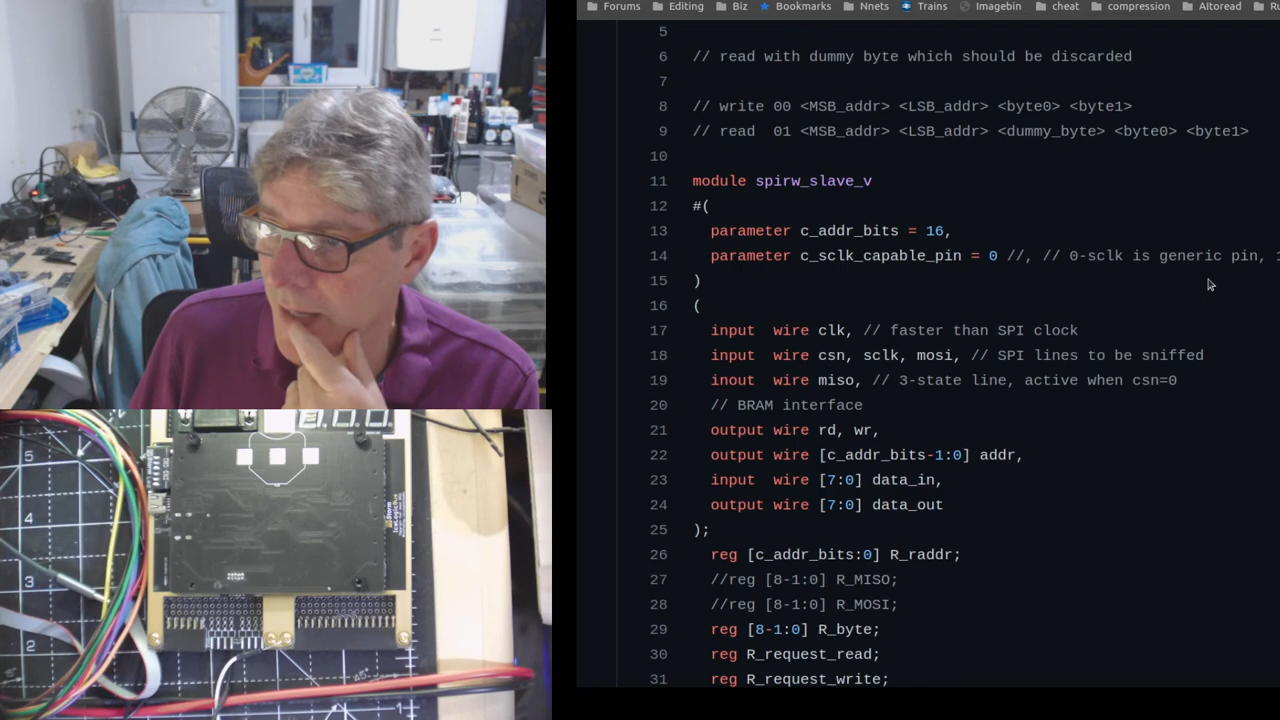 Forums Editing Biz Bookmarks Nnets Trains Imagebin cheat compression AItoread
5
6 // read with dummy byte which should be discarded
7
8 // write 00 <MSB_addr> <LSB_addr> <byte0> <byte1>
9 // read  01 <MSB_addr> <LSB_addr> <dummy_byte> <byte0> <byte1>
10
11 module spirw_slave_v
12 #(
13   parameter c_addr_bits = 16,
14   parameter c_sclk_capable_pin = 0 //, // 0-sclk is generic pin,
15 )
16 (
17   input  wire clk, // faster than SPI clock
18   input  wire csn, sclk, mosi, // SPI lines to be sniffed
19   inout  wire miso, // 3-state line, active when csn=0
20   // BRAM interface
21   output wire rd, wr,
22   output wire [c_addr_bits-1:0] addr,
23   input  wire [7:0] data_in,
24   output wire [7:0] data_out
25 );
26   reg [c_addr_bits:0] R_raddr;
27   //reg [8-1:0] R_MISO;
28   //reg [8-1:0] R_MOSI;
29   reg [8-1:0] R_byte;
30   reg R_request_read;
31   reg R_request_write;
5
4
3
2
1
45°